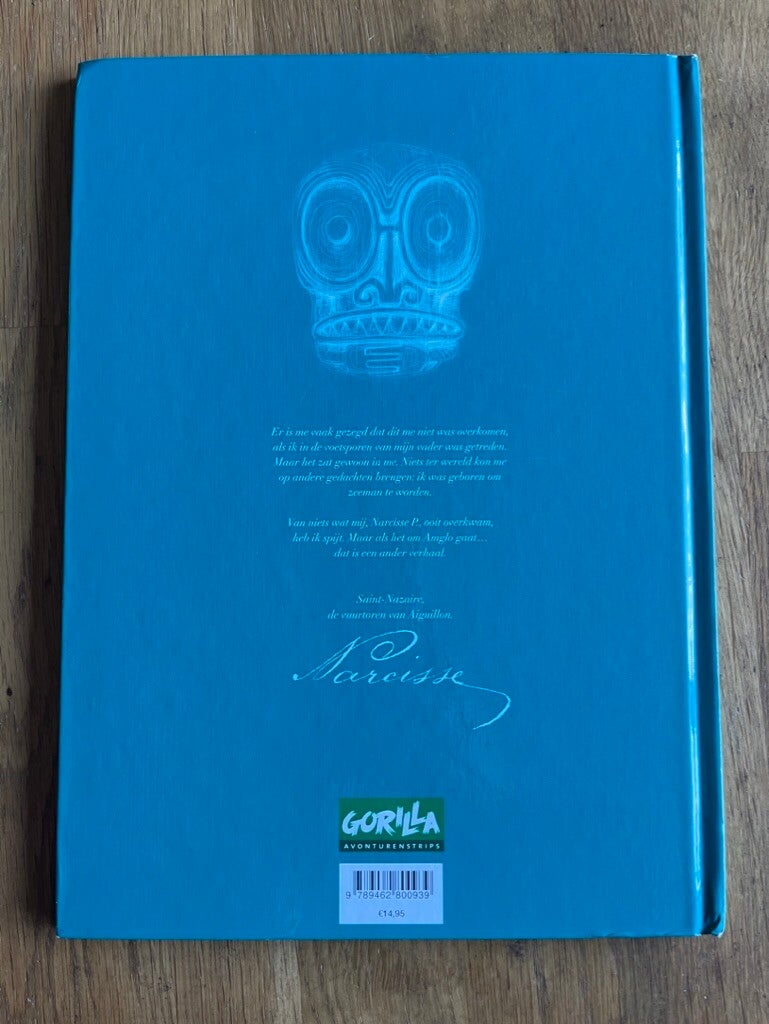 Er is me vaak gezegd dat dit me niet was overkomen,
als ik in de voetsporen van mijn vader was getreden.
Maar het zat gewoon in me. Niets ter wereld kon me
op andere gedachten brengen: ik was geboren om
zeeman te worden.
Van niets wat mij, Narcisse P., ooit overkwam,
heb ik spijt. Maar als het om Amglo gaat…
dat is een ander verhaal.
Saint-Nazaire,
de vuurtoren van Aiguillon.
Narcisse
GORILLA
AVONTURENSTRIPS
9 789462 800939
€14,95